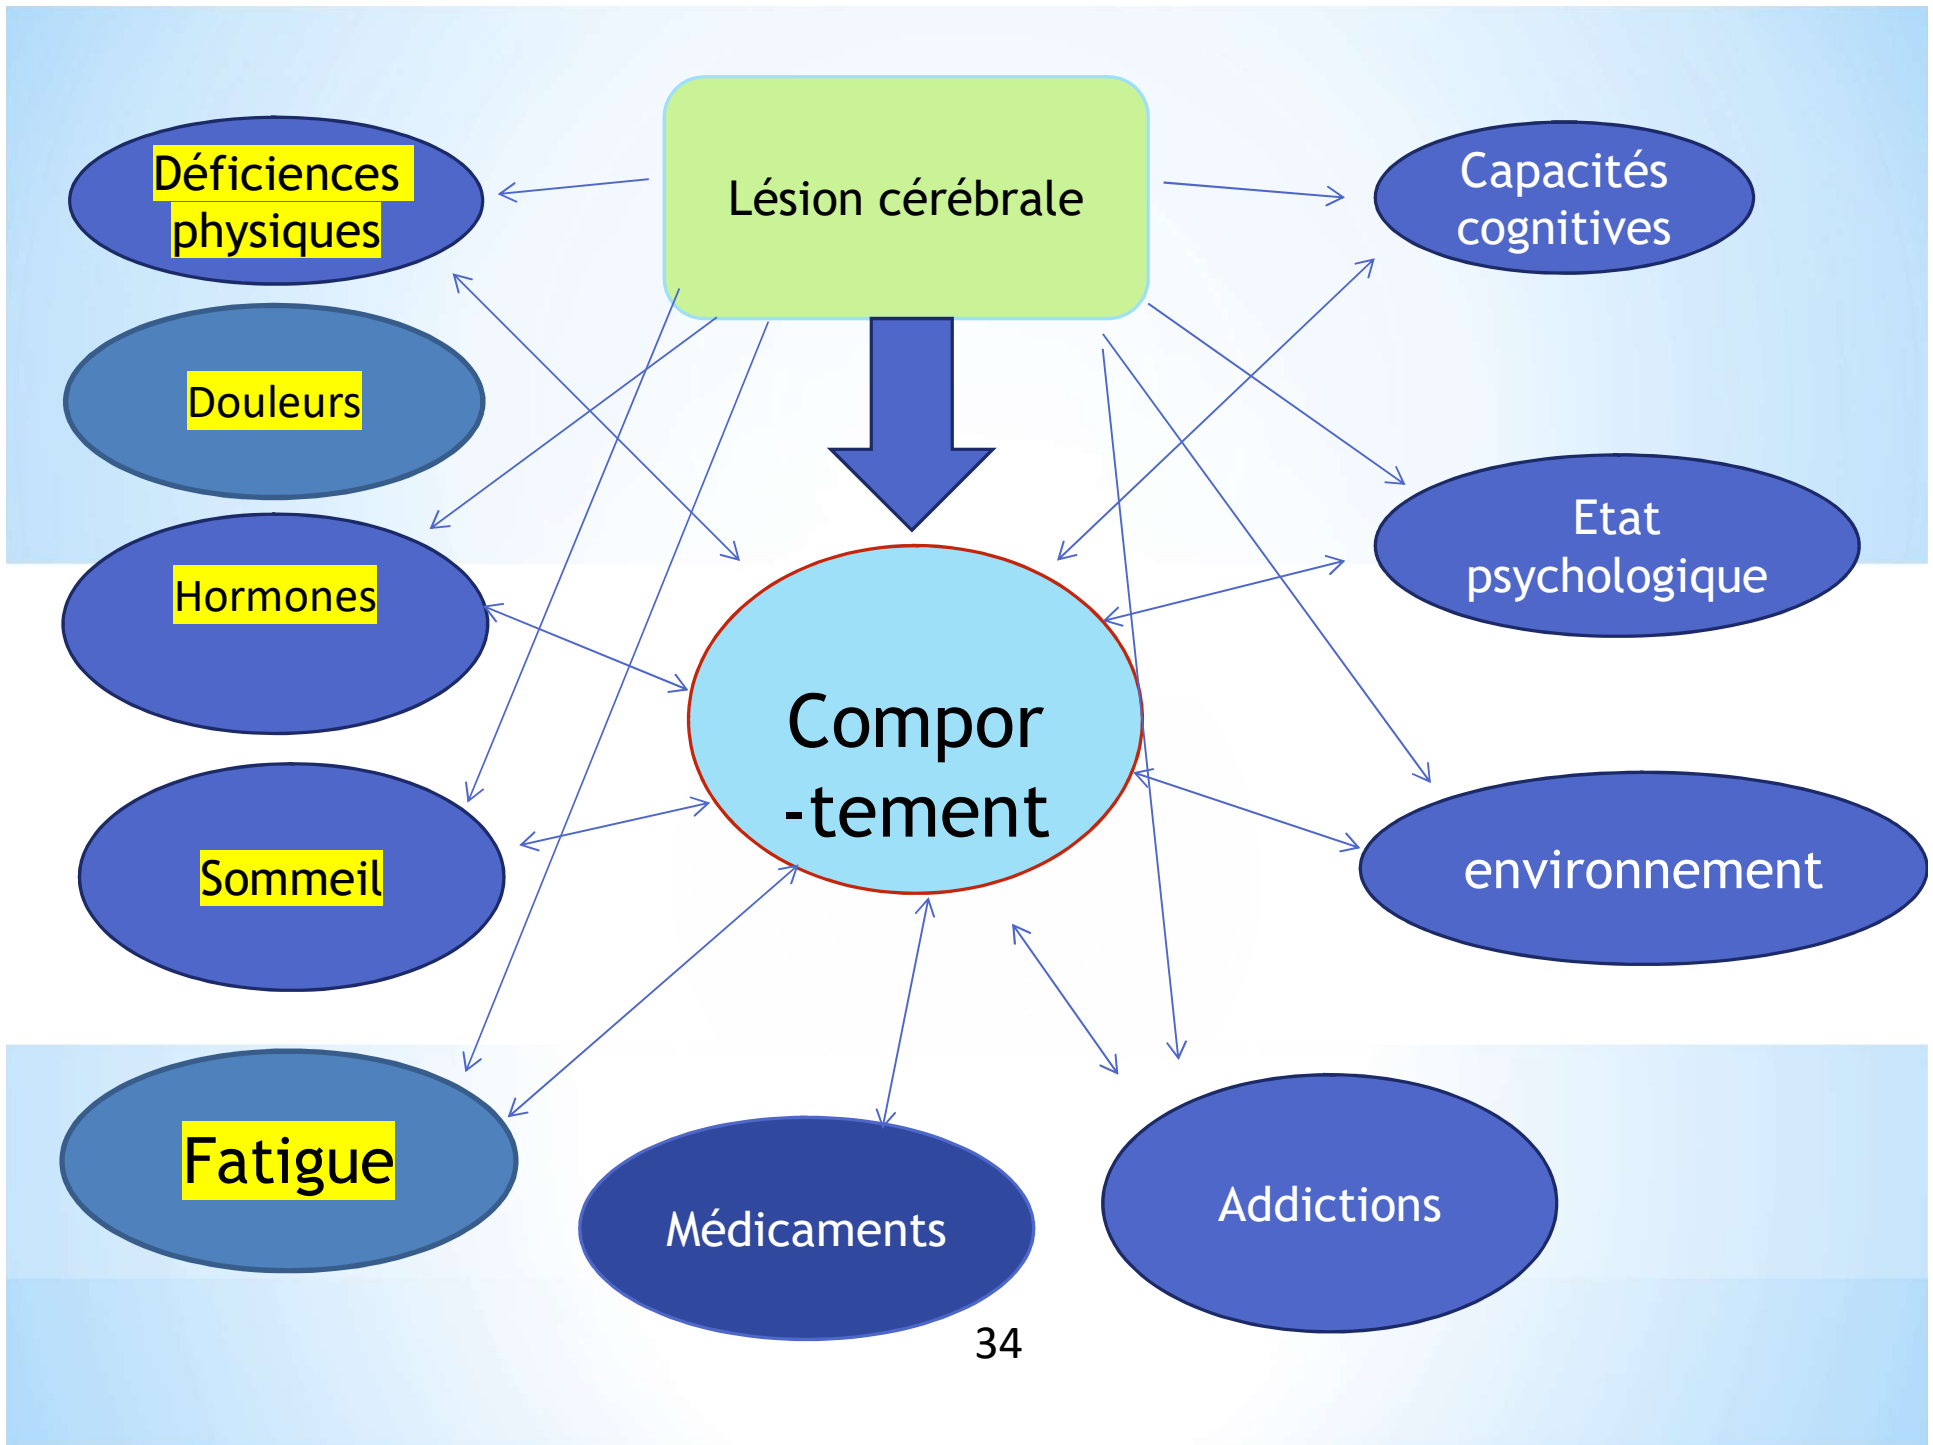 Lésion cérébrale
Déficiences
physiques
Capacités
cognitives
Douleurs
Etat
psychologique
Hormones
Compor
-tement
Sommeil
environnement
Fatigue
Médicaments
Addictions
34